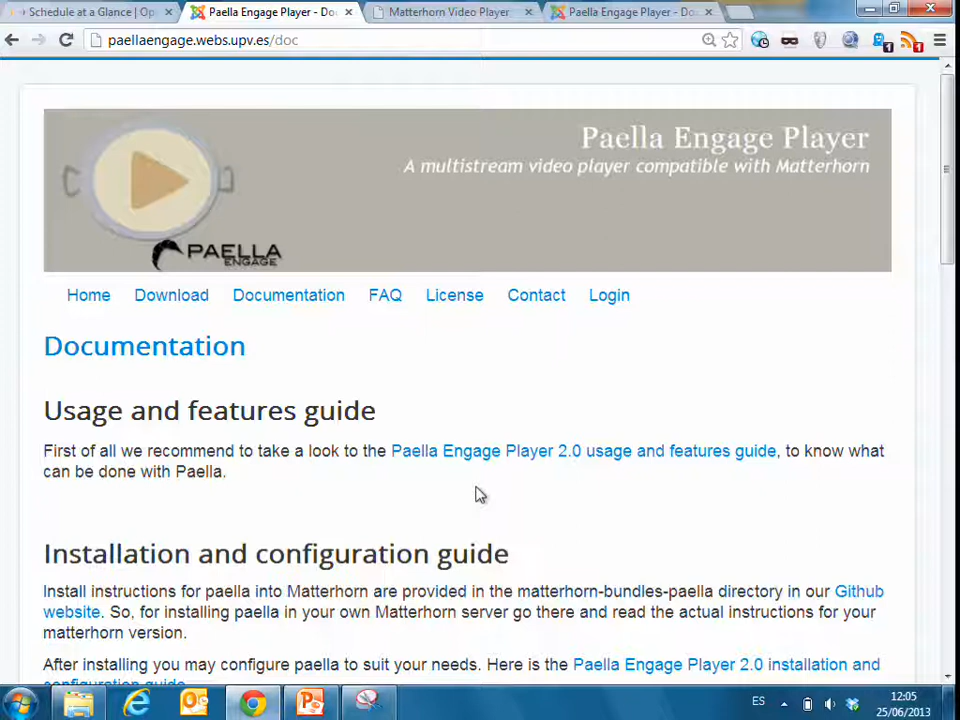 Schedule at a Glance | Op
Paella Engage Player - Do
Matterhorn Video Player
Paella Engage Player - Do
paellaengage.webs.upv.es/doc
1
1
Paella Engage Player
A multistream video player compatible with Matterhorn
PAELLA
ENGAGE
Home Download Documentation FAQ License Contact Login
Documentation
Usage and features guide
First of all we recommend to take a look to the Paella Engage Player 2.0 usage and features guide, to know what
can be done with Paella.
Installation and configuration guide
Install instructions for paella into Matterhorn are provided in the matterhorn-bundles-paella directory in our Github
website. So, for installing paella in your own Matterhorn server go there and read the actual instructions for your
matterhorn version.
After installing you may configure paella to suit your needs. Here is the Paella Engage Player 2.0 installation and
configuration guide
ES
12:05
25/06/2013